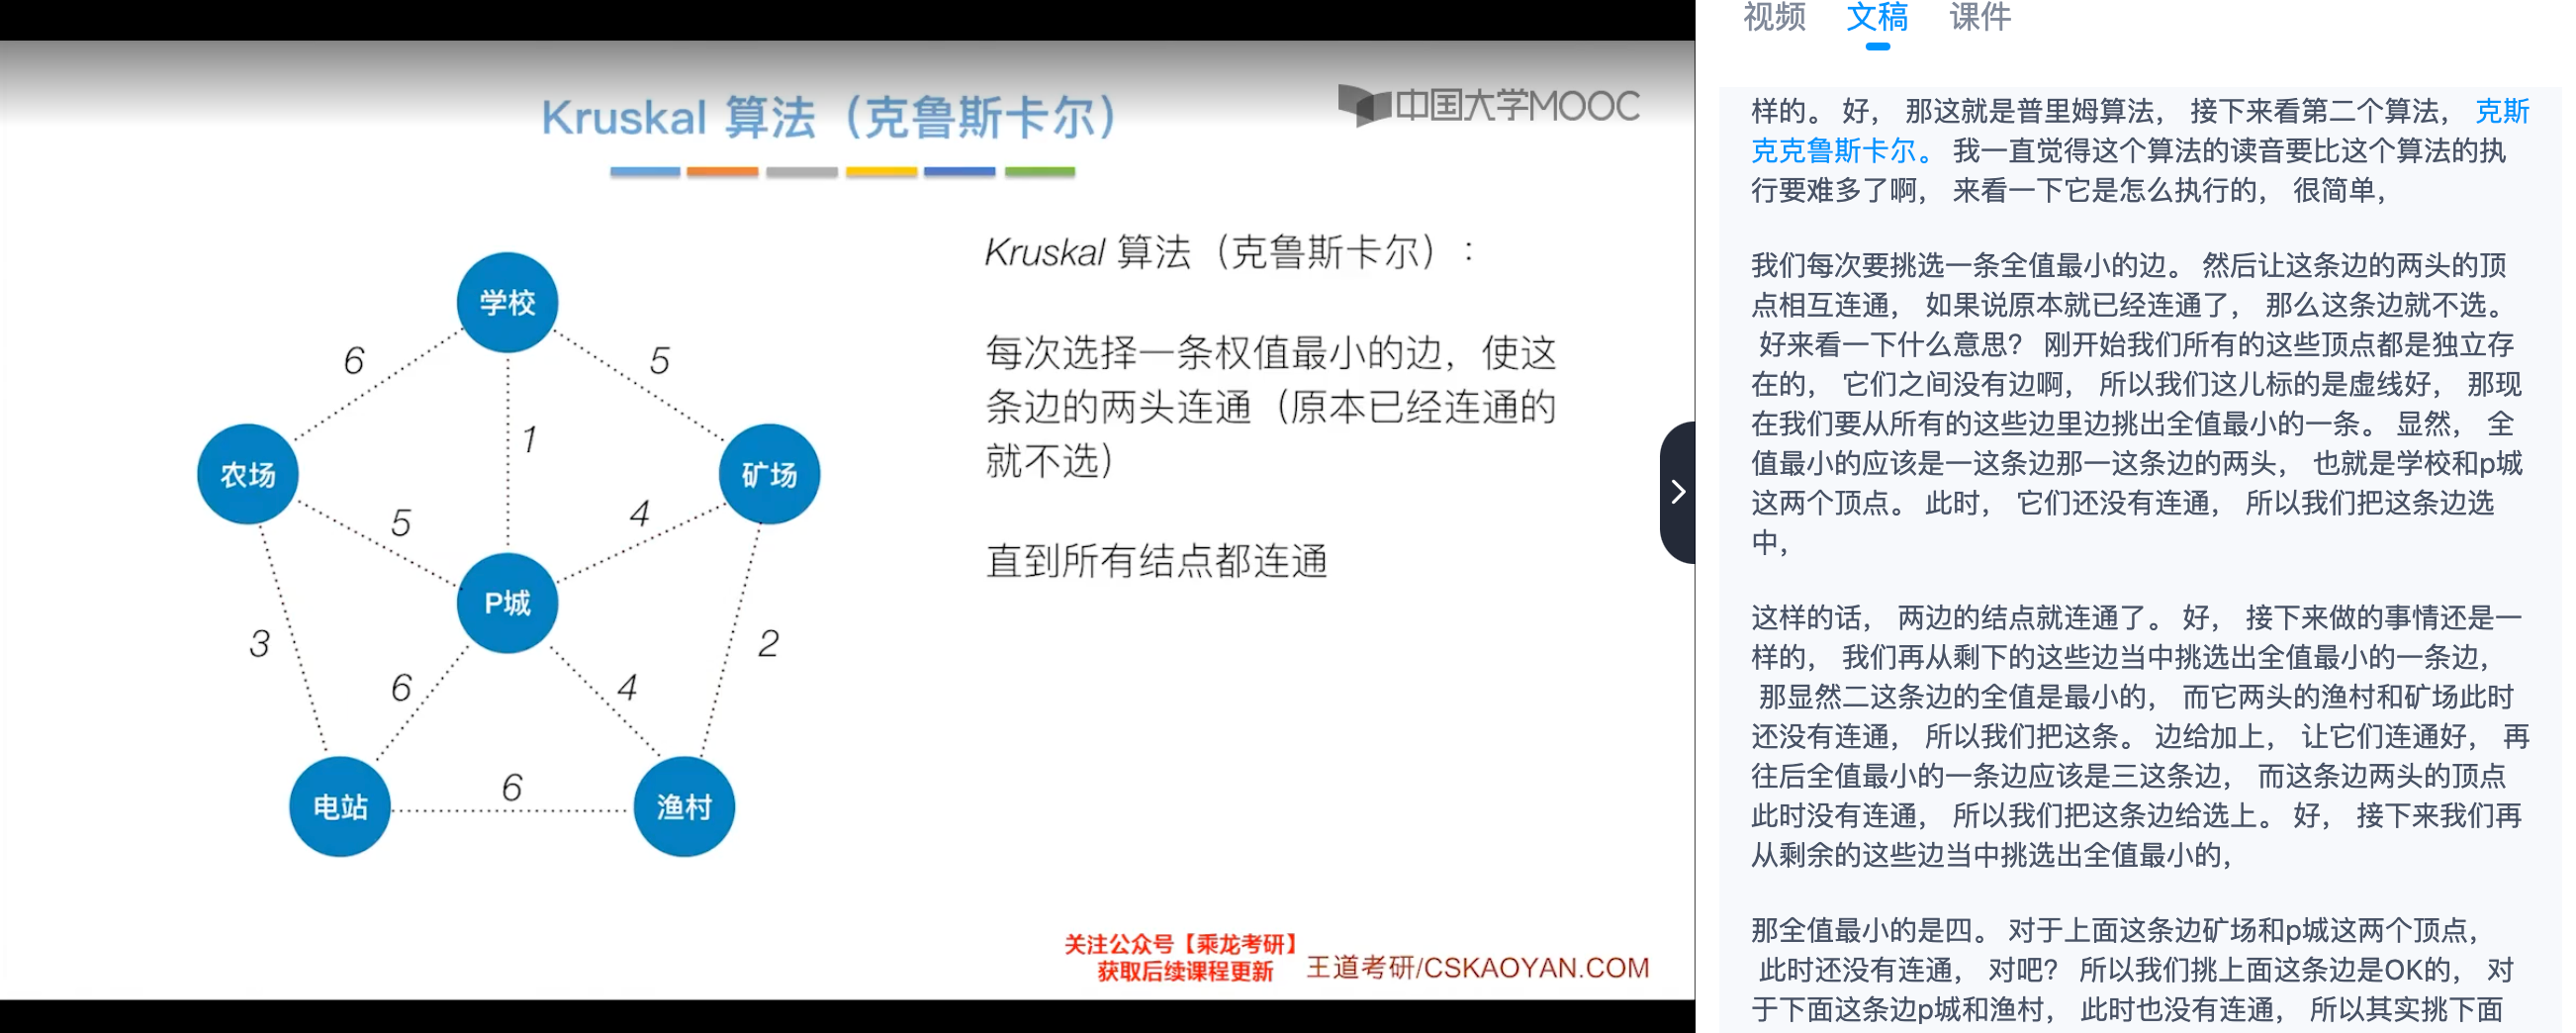 Kruskal 算法（克鲁斯卡尔）
中国大学MOOC
学校
农场
矿场
P城
电站
渔村
6
5
1
5
4
3
6
4
2
6
Kruskal 算法（克鲁斯卡尔）:
每次选择一条权值最小的边，使这
条边的两头连通（原本已经连通的
就不选）
直到所有结点都连通
关注公众号【乘龙考研】
获取后续课程更新
王道考研/CSKAOYAN.COM
视频 文稿 课件
样的。 好， 那这就是普里姆算法， 接下来看第二个算法， 克斯
克克鲁斯卡尔。 我一直觉得这个算法的读音要比这个算法的执
行要难多了啊， 来看一下它是怎么执行的， 很简单，
我们每次要挑选一条全值最小的边。 然后让这条边的两头的顶
点相互连通， 如果说原本就已经连通了， 那么这条边就不选。
好来看一下什么意思？ 刚开始我们所有的这些顶点都是独立存
在的， 它们之间没有边啊， 所以我们这儿标的是虚线好， 那现
在我们要从所有的这些边里边挑出全值最小的一条。 显然， 全
值最小的应该是一这条边那一这条边的两头， 也就是学校和p城
这两个顶点。 此时， 它们还没有连通， 所以我们把这条边选
中，
这样的话， 两边的结点就连通了。 好， 接下来做的事情还是一
样的， 我们再从剩下的这些边当中挑选出全值最小的一条边，
那显然二这条边的全值是最小的， 而它两头的渔村和矿场此时
还没有连通， 所以我们把这条。 边给加上， 让它们连通好， 再
往后全值最小的一条边应该是三这条边， 而这条边两头的顶点
此时没有连通， 所以我们把这条边给选上。 好， 接下来我们再
从剩余的这些边当中挑选出全值最小的，
那全值最小的是四。 对于上面这条边矿场和p城这两个顶点，
此时还没有连通， 对吧？ 所以我们挑上面这条边是OK的， 对
于下面这条边p城和渔村， 此时也没有连通， 所以其实挑下面